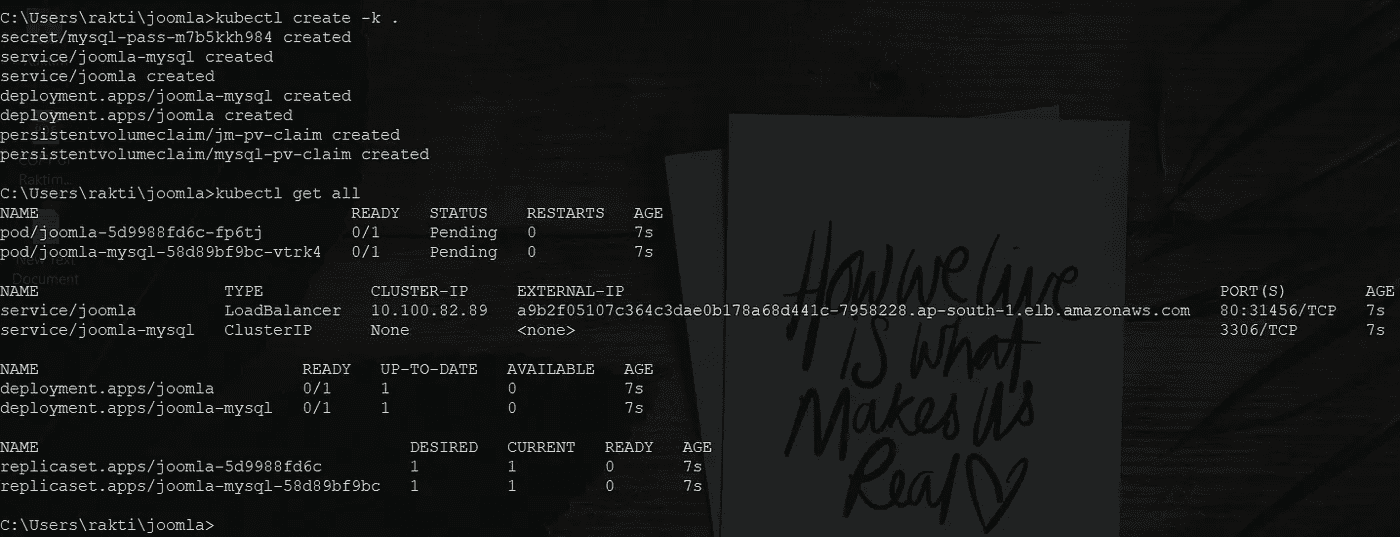 C:\Users\rakti\joomla>kubectl create -k .
secret/mysql-pass-m7b5kkh984 created
service/joomla-mysql created
service/joomla created
deployment.apps/joomla-mysql created
deployment.apps/joomla created
persistentvolumeclaim/jm-pv-claim created
persistentvolumeclaim/mysql-pv-claim created
Raktim...
C:\Users\rakti\joomla>kubectl get all
NAME READY STATUS RESTARTS AGE
pod/joomla-5d9988fd6c-fp6tj 0/1 Pending 0 7s
pod/joomla-mysql-58d89bf9bc-vtrk4 0/1 Pending 0 7s
New Text
Document
NAME TYPE CLUSTER-IP EXTERNAL-IP PORT(S) AGE
service/joomla LoadBalancer 10.100.82.89 a9b2f05107c364c3dae0b178a68d441c-7958228.ap-south-1.elb.amazonaws.com 80:31456/TCP 7s
service/joomla-mysql ClusterIP None <none> 3306/TCP 7s
NAME READY UP-TO-DATE AVAILABLE AGE
deployment.apps/joomla 0/1 1 0 7s
deployment.apps/joomla-mysql 0/1 1 0 7s
NAME DESIRED CURRENT READY AGE
replicaset.apps/joomla-5d9988fd6c 1 1 0 7s
replicaset.apps/joomla-mysql-58d89bf9bc 1 1 0 7s
C:\Users\rakti\joomla>
How we live
is what
Makes Us
Real